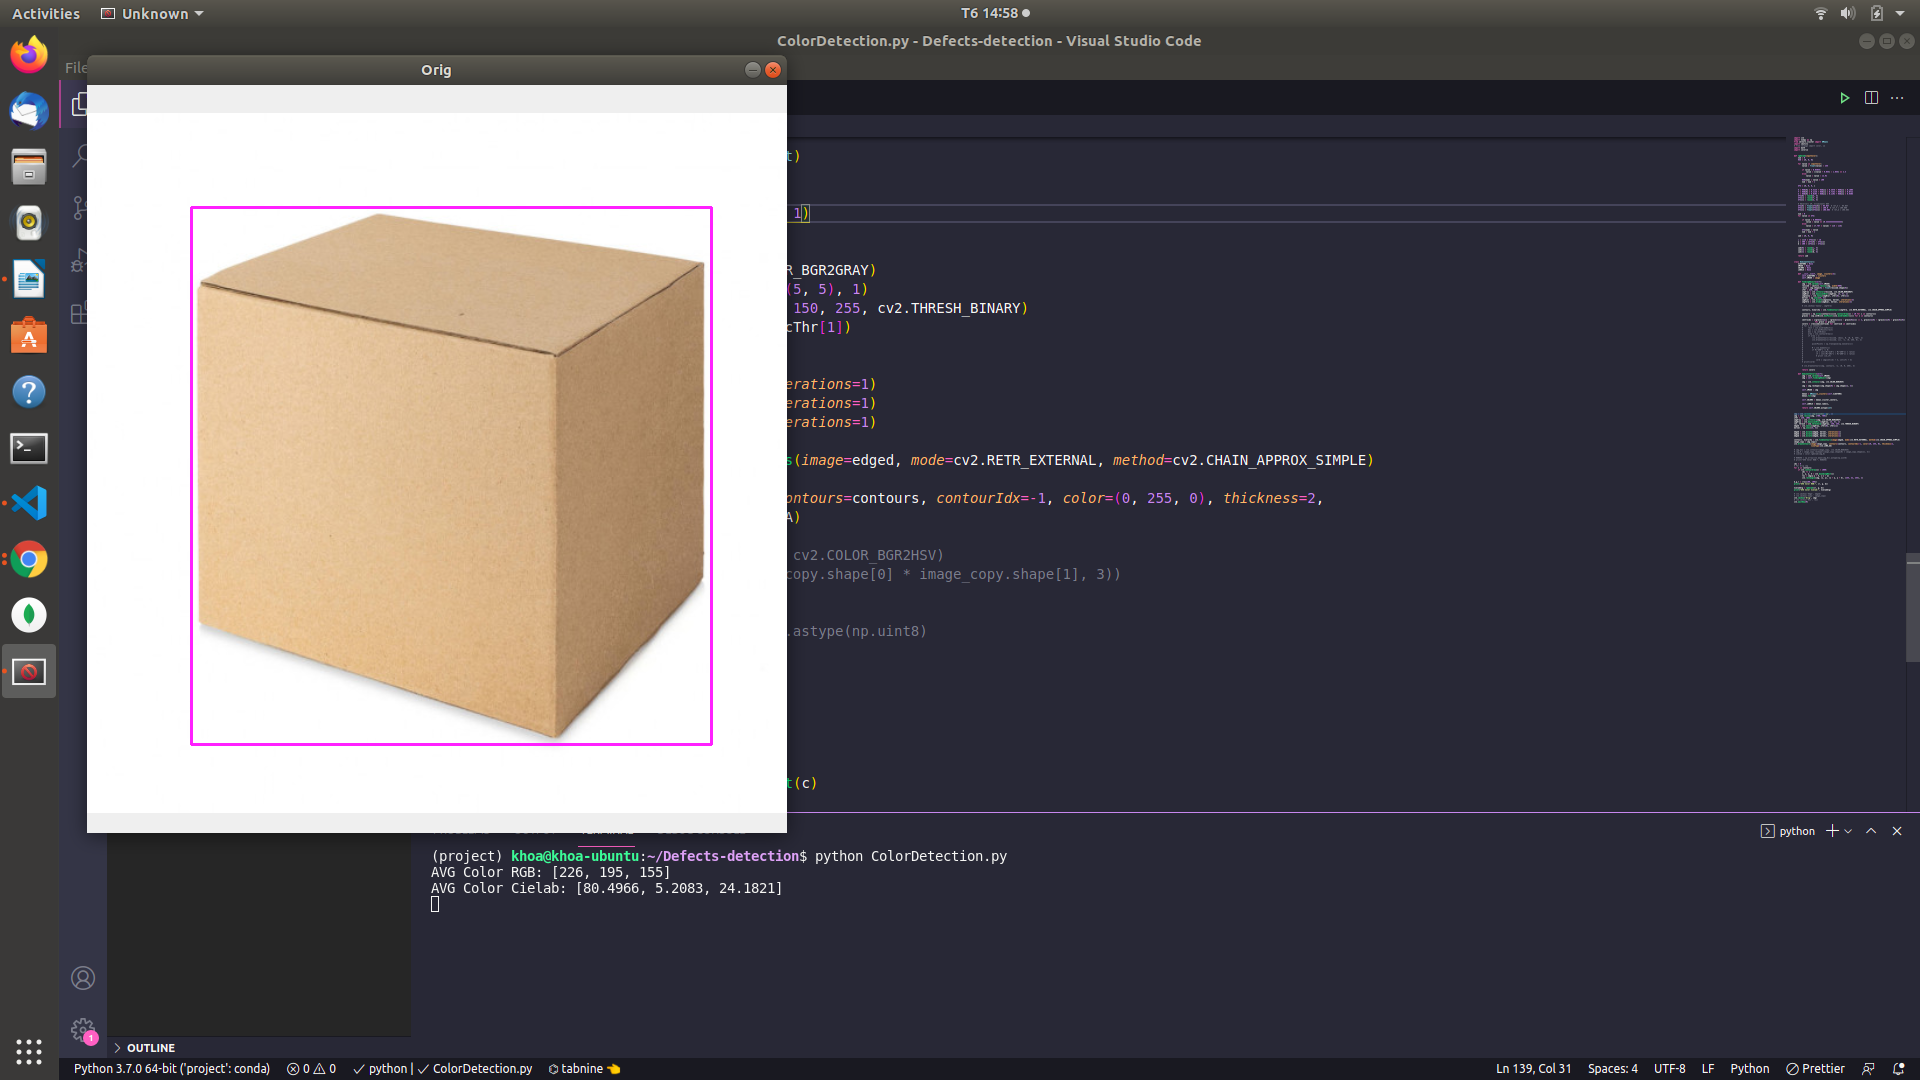 Activities
Unknown
T6 14:58
ColorDetection.py - Defects-detection - Visual Studio Code
File
Orig
t)
1)
R_BGR2GRAY)
(5, 5), 1)
150, 255, cv2.THRESH_BINARY)
cThr[1])
erations=1)
erations=1)
erations=1)
s(image=edged, mode=cv2.RETR_EXTERNAL, method=cv2.CHAIN_APPROX_SIMPLE)
ontours=contours, contourIdx=-1, color=(0, 255, 0), thickness=2,
A)
cv2.COLOR_BGR2HSV)
copy.shape[0] * image_copy.shape[1], 3))
.astype(np.uint8)
t(c)
python
(project) khoa@khoa-ubuntu:~/Defects-detection$ python ColorDetection.py
AVG Color RGB: [226, 195, 155]
AVG Color Cielab: [80.4966, 5.2083, 24.1821]
1
OUTLINE
Python 3.7.0 64-bit ('project': conda) 0 0 python | ColorDetection.py tabnine Ln 139, Col 31 Spaces: 4 UTF-8 LF Python Prettier